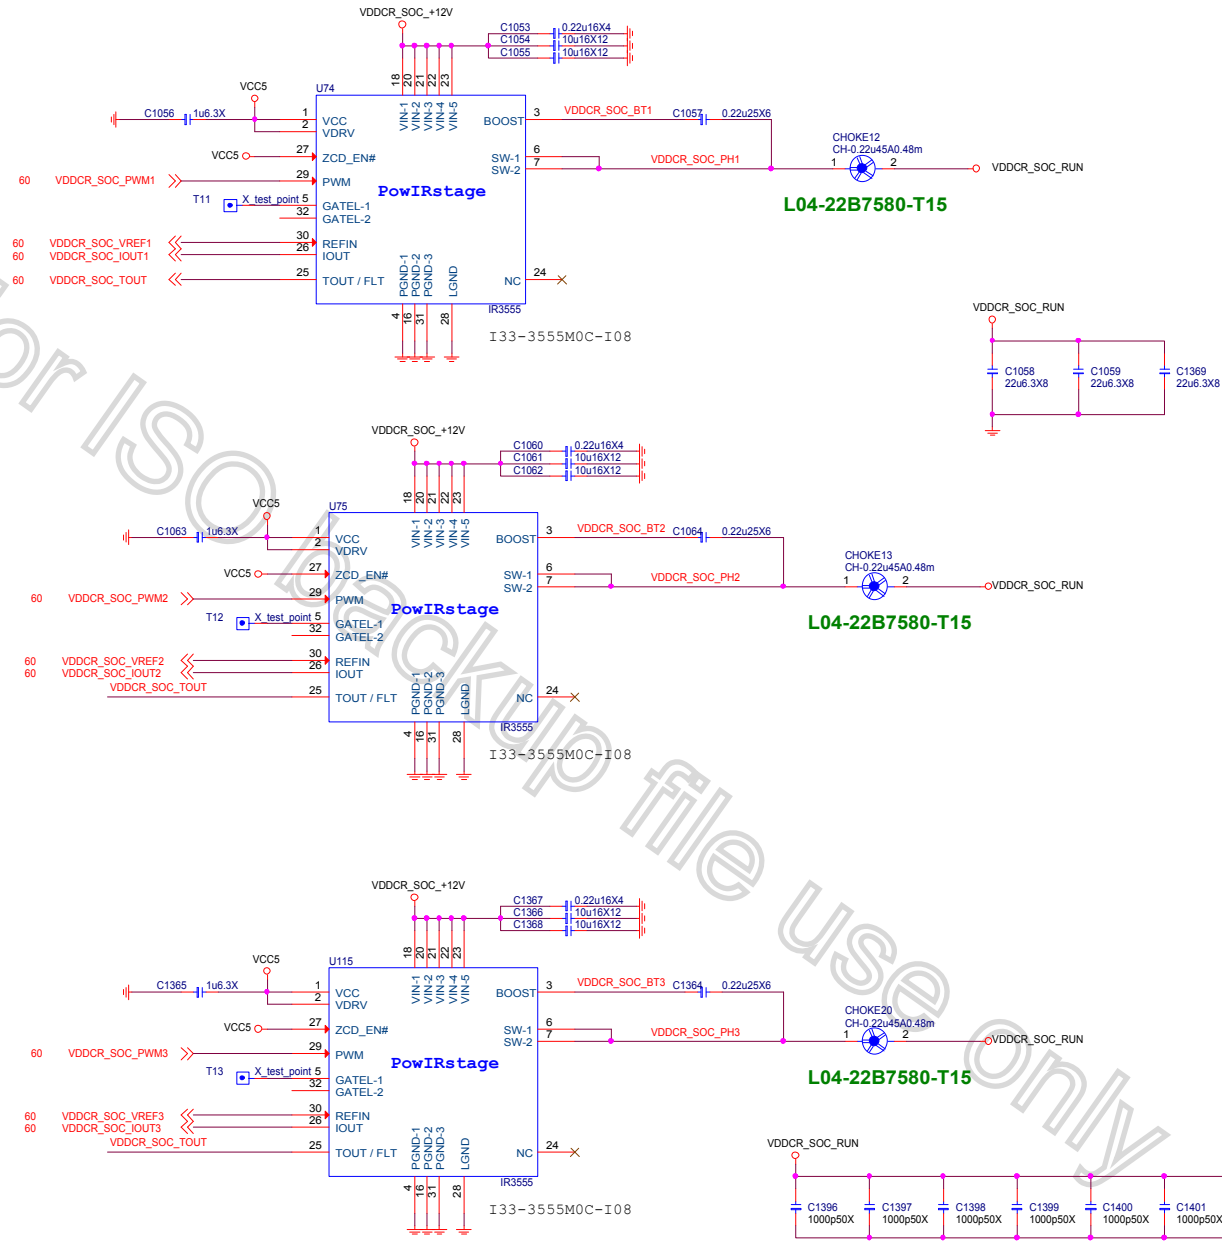 VDDCR_SOC_+12V
C1053 0.22u16X4
C1054 10u16X12
C1055 10u16X12
18 20 21 22 23
VCC5
U74
C1056 1u6.3X
1 VCC
2 VDRV
VIN-1 VIN-2 VIN-3 VIN-4 VIN-5
BOOST 3 VDDCR_SOC_BT1 C1057 0.22u25X6
VCC5 27 ZCD_EN#
SW-1 6
SW-2 7 VDDCR_SOC_PH1
CHOKE12
CH-0.22u45A0.48m
1 2 VDDCR_SOC_RUN
60 VDDCR_SOC_PWM1 29 PWM
PowIRstage
L04-22B7580-T15
T11 X_test_point 5 GATEL-1
32 GATEL-2
60 VDDCR_SOC_VREF1 30 REFIN
60 VDDCR_SOC_IOUT1 26 IOUT
60 VDDCR_SOC_TOUT 25 TOUT / FLT
PGND-1 PGND-2 PGND-3 LGND
NC 24
4 16 31 28
IR3555
I33-3555M0C-I08
VDDCR_SOC_RUN
C1058 22u6.3X8
C1059 22u6.3X8
C1369 22u6.3X8
VDDCR_SOC_+12V
C1060 0.22u16X4
C1061 10u16X12
C1062 10u16X12
18 20 21 22 23
VCC5
U75
C1063 1u6.3X
1 VCC
2 VDRV
VIN-1 VIN-2 VIN-3 VIN-4 VIN-5
BOOST 3 VDDCR_SOC_BT2 C1064 0.22u25X6
VCC5 27 ZCD_EN#
SW-1 6
SW-2 7 VDDCR_SOC_PH2
CHOKE13
CH-0.22u45A0.48m
1 2 VDDCR_SOC_RUN
60 VDDCR_SOC_PWM2 29 PWM
PowIRstage
L04-22B7580-T15
T12 X_test_point 5 GATEL-1
32 GATEL-2
60 VDDCR_SOC_VREF2 30 REFIN
60 VDDCR_SOC_IOUT2 26 IOUT
VDDCR_SOC_TOUT 25 TOUT / FLT
PGND-1 PGND-2 PGND-3 LGND
NC 24
4 16 31 28
IR3555
I33-3555M0C-I08
VDDCR_SOC_+12V
C1367 0.22u16X4
C1366 10u16X12
C1368 10u16X12
18 20 21 22 23
VCC5
U115
C1365 1u6.3X
1 VCC
2 VDRV
VIN-1 VIN-2 VIN-3 VIN-4 VIN-5
BOOST 3 VDDCR_SOC_BT3 C1364 0.22u25X6
VCC5 27 ZCD_EN#
SW-1 6
SW-2 7 VDDCR_SOC_PH3
CHOKE20
CH-0.22u45A0.48m
1 2 VDDCR_SOC_RUN
60 VDDCR_SOC_PWM3 29 PWM
PowIRstage
L04-22B7580-T15
T13 X_test_point 5 GATEL-1
32 GATEL-2
60 VDDCR_SOC_VREF3 30 REFIN
60 VDDCR_SOC_IOUT3 26 IOUT
VDDCR_SOC_TOUT 25 TOUT / FLT
PGND-1 PGND-2 PGND-3 LGND
NC 24
4 16 31 28
IR3555
I33-3555M0C-I08
VDDCR_SOC_RUN
C1396 1000p50X
C1397 1000p50X
C1398 1000p50X
C1399 1000p50X
C1400 1000p50X
C1401 1000p50X
or ISO backup file use only